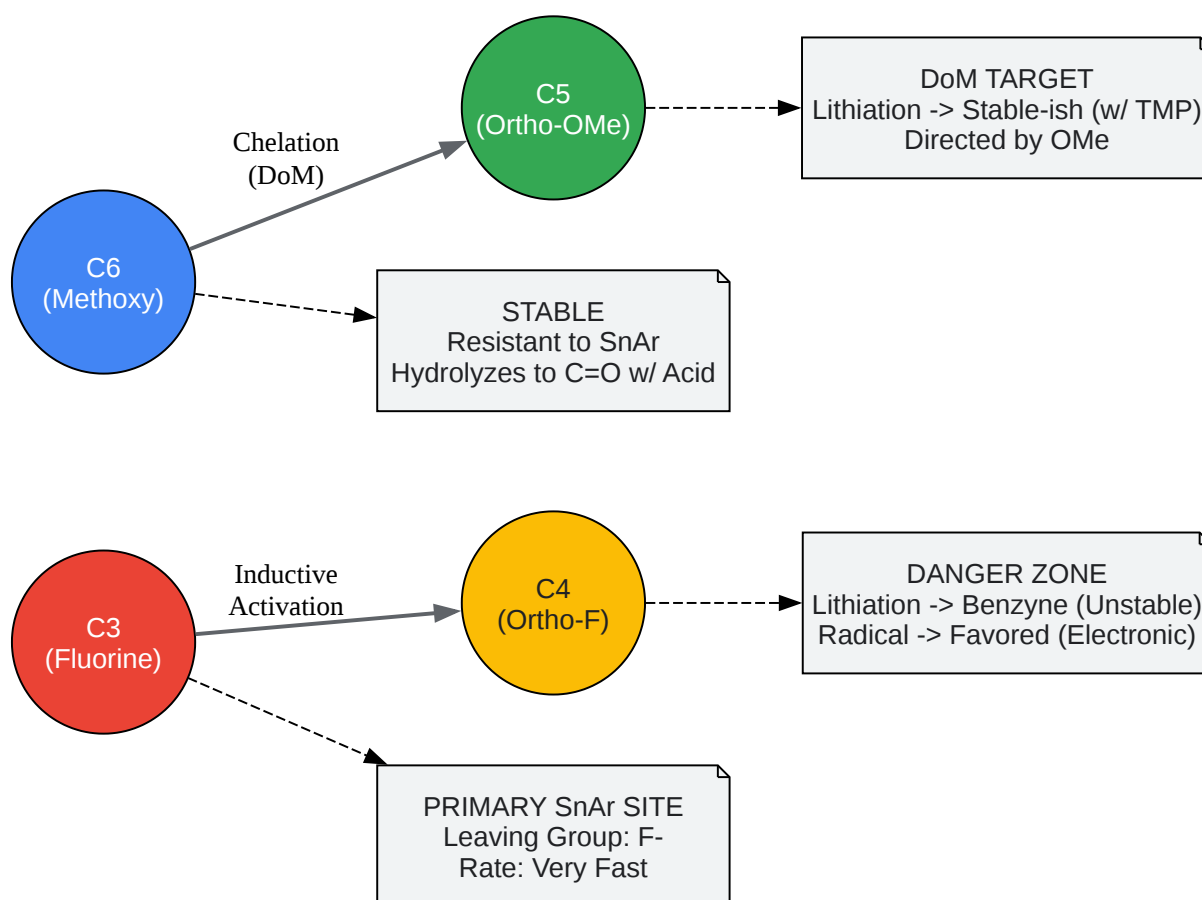 C5
(Ortho-OMe)
DoM TARGET
Lithiation -> Stable-ish (w/ TMP)
Directed by OMe
Chelation
(DoM)
C6
(Methoxy)
STABLE
Resistant to SnAr
Hydrolyzes to C=O w/ Acid
C3
(Fluorine)
Inductive
Activation
C4
(Ortho-F)
DANGER ZONE
Lithiation -> Benzyne (Unstable)
Radical -> Favored (Electronic)
PRIMARY SnAr SITE
Leaving Group: F-
Rate: Very Fast